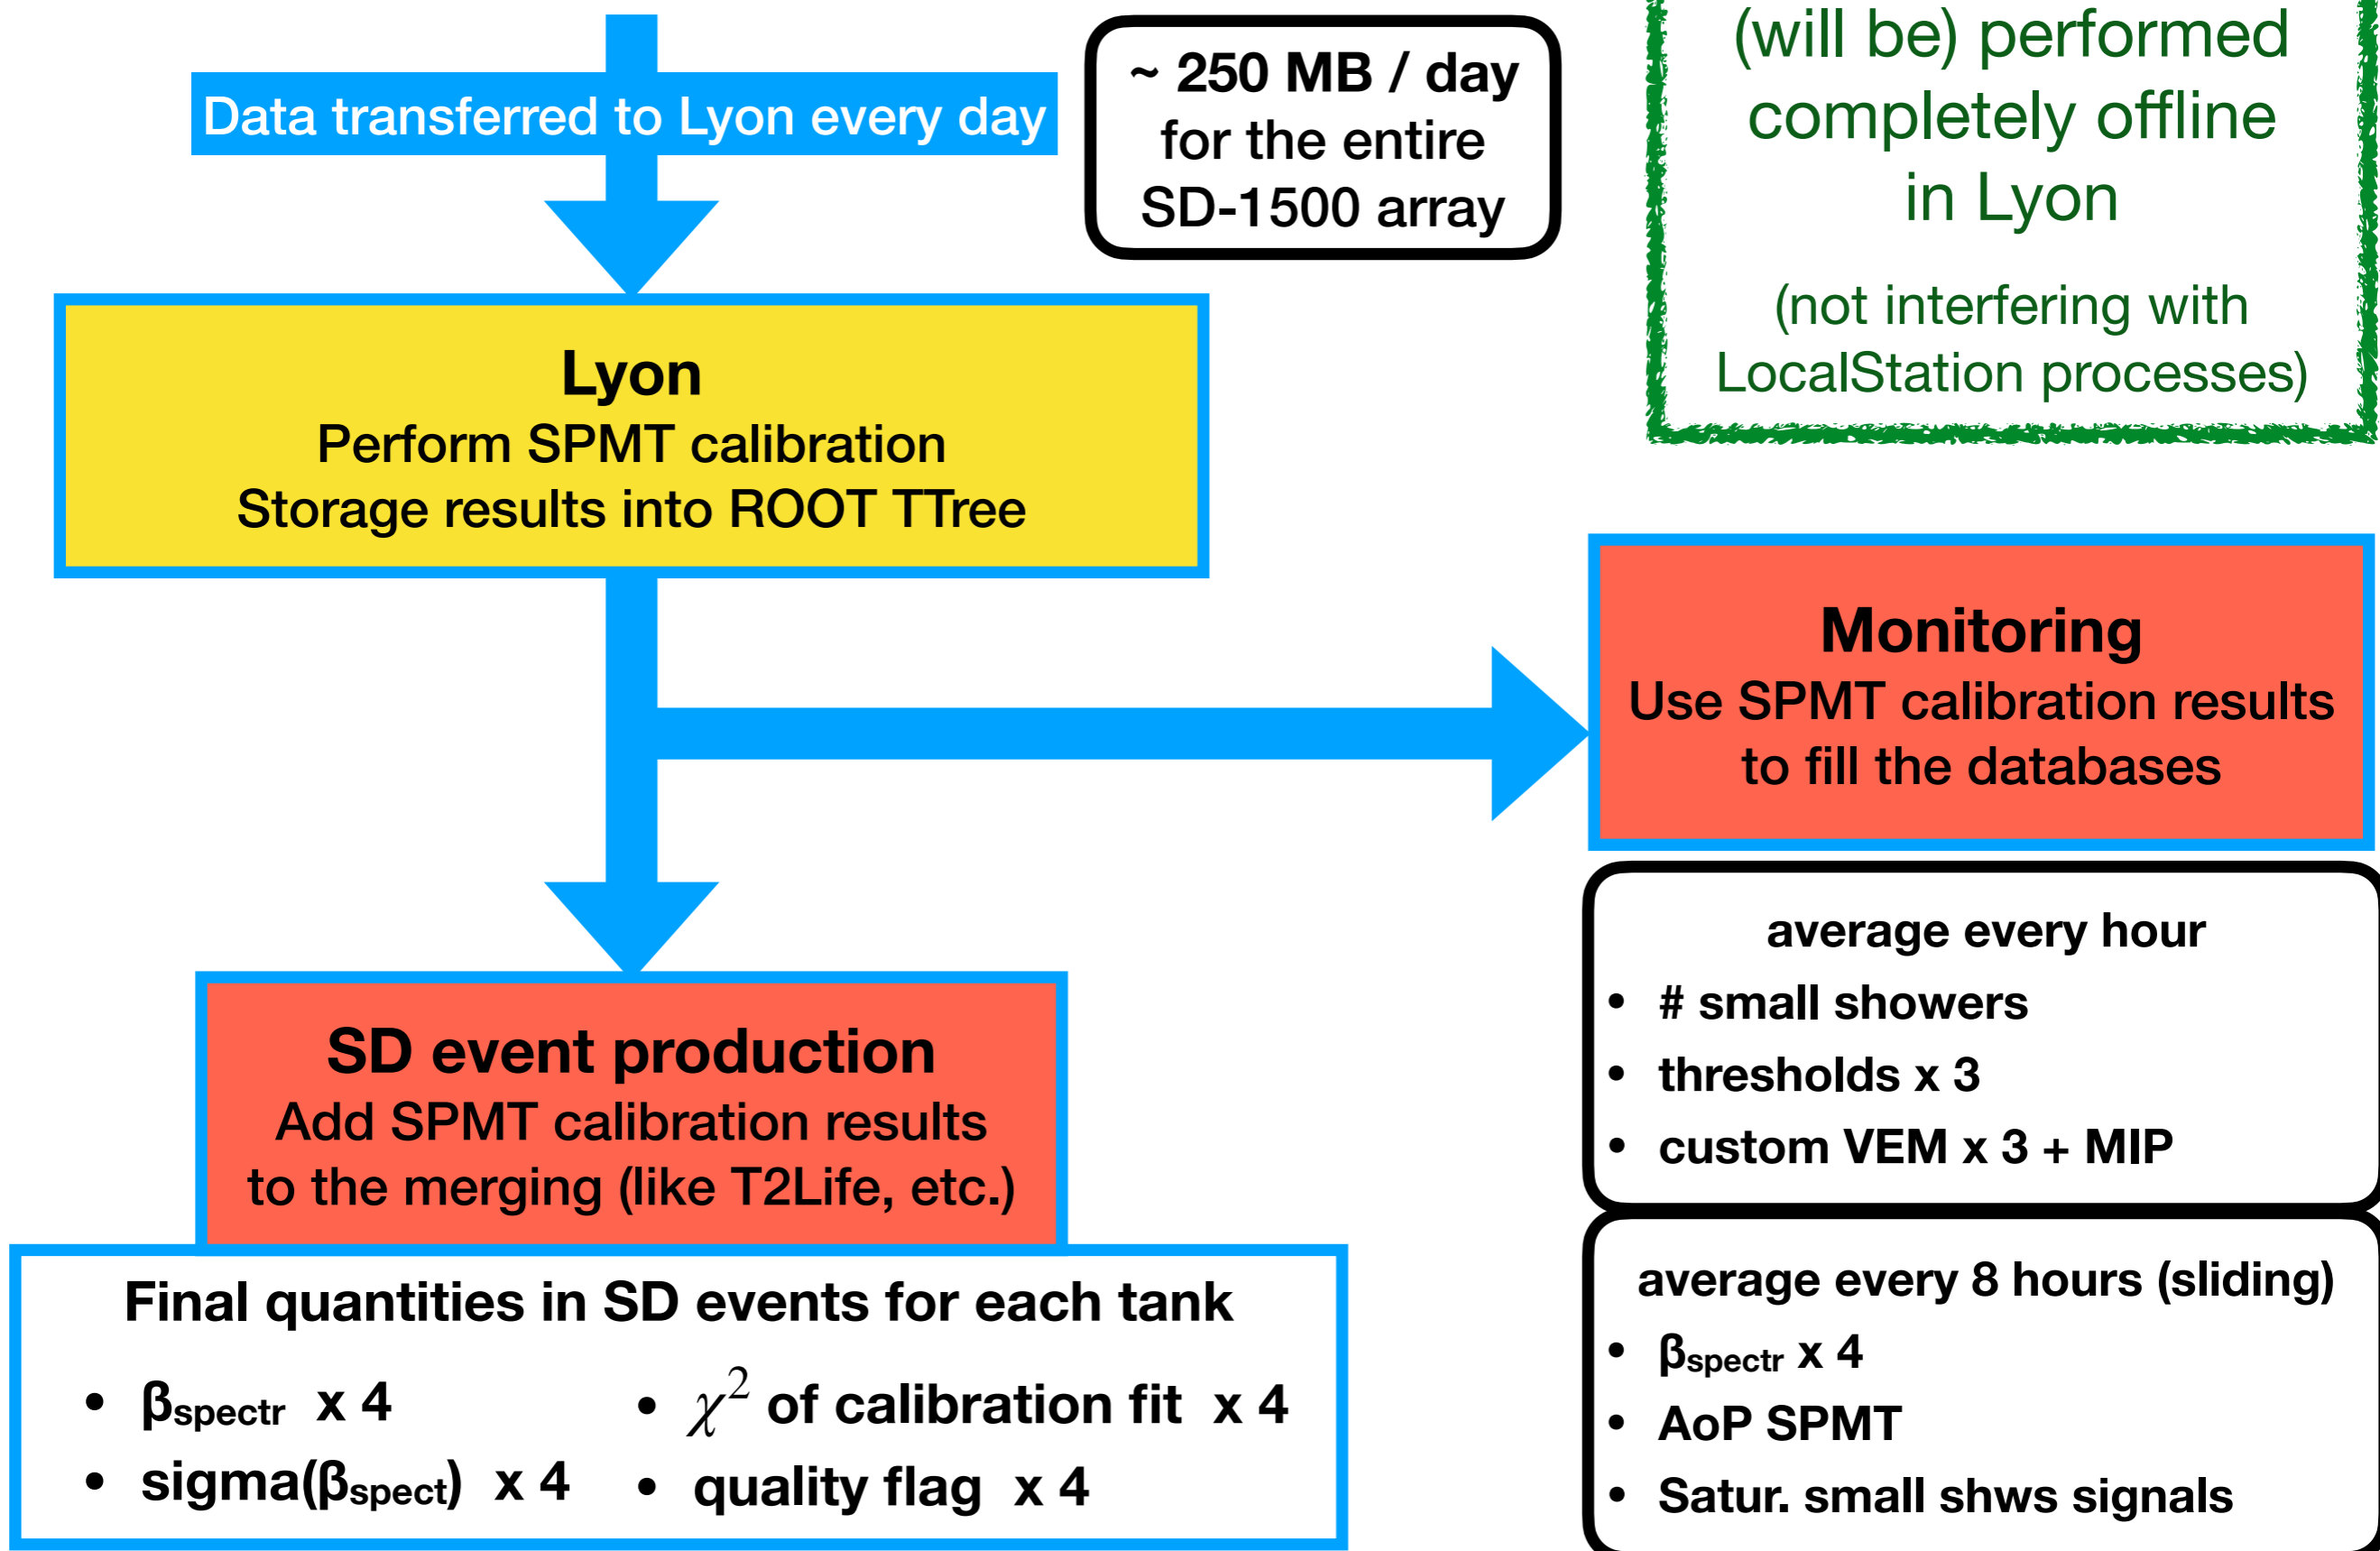 Data transferred to Lyon every day
~ 250 MB / day
for the entire
SD-1500 array
(will be) performed
completely offline
in Lyon
(not interfering with
LocalStation processes)
Lyon
Perform SPMT calibration
Storage results into ROOT TTree
Monitoring
Use SPMT calibration results
to fill the databases
average every hour
• # small showers
• thresholds x 3
• custom VEM x 3 + MIP
average every 8 hours (sliding)
• βspectr x 4
• AoP SPMT
• Satur. small shws signals
SD event production
Add SPMT calibration results
to the merging (like T2Life, etc.)
Final quantities in SD events for each tank
• βspectr x 4
• sigma(βspect) x 4
• χ² of calibration fit x 4
• quality flag x 4